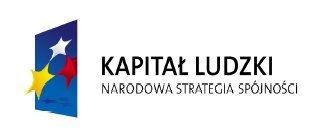 KAPITAŁ LUDZKI
NARODOWA STRATEGIA SPÓJNOŚCI